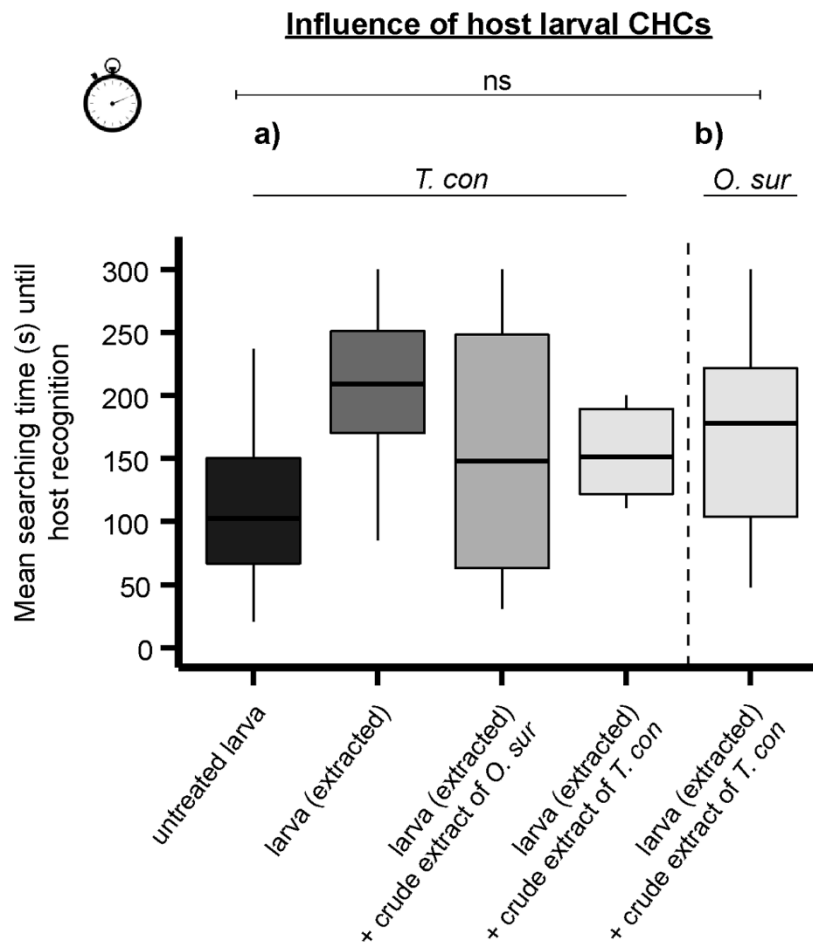 Influence of host larval CHCs
ns
a)
b)
T. con
O. sur
Mean searching time (s) until
host recognition
300
250
200
150
100
50
0
untreated larva
larva (extracted)
larva (extracted)
+ crude extract of O. sur
larva (extracted)
+ crude extract of T. con
larva (extracted)
+ crude extract of T. con